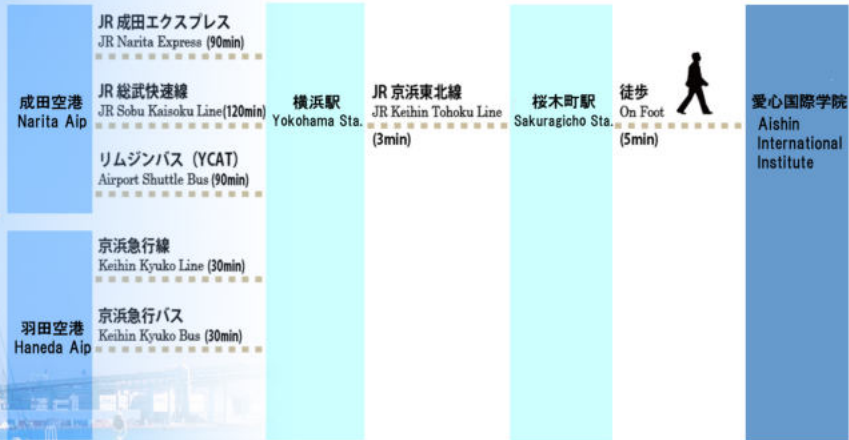 成田空港
Narita Aip
JR 成田エクスプレス
JR Narita Express (90min)
JR 総武快速線
JR Sobu Kaisoku Line(120min)
リムジンバス（YCAT）
Airport Shuttle Bus (90min)
羽田空港
Haneda Aip
京浜急行線
Keihin Kyuko Line (30min)
京浜急行バス
Keihin Kyuko Bus (30min)
横浜駅
Yokohama Sta.
JR 京浜東北線
JR Keihin Tohoku Line
(3min)
桜木町駅
Sakuragicho Sta.
徒歩
On Foot
(5min)
愛心国際学院
Aishin
International
Institute